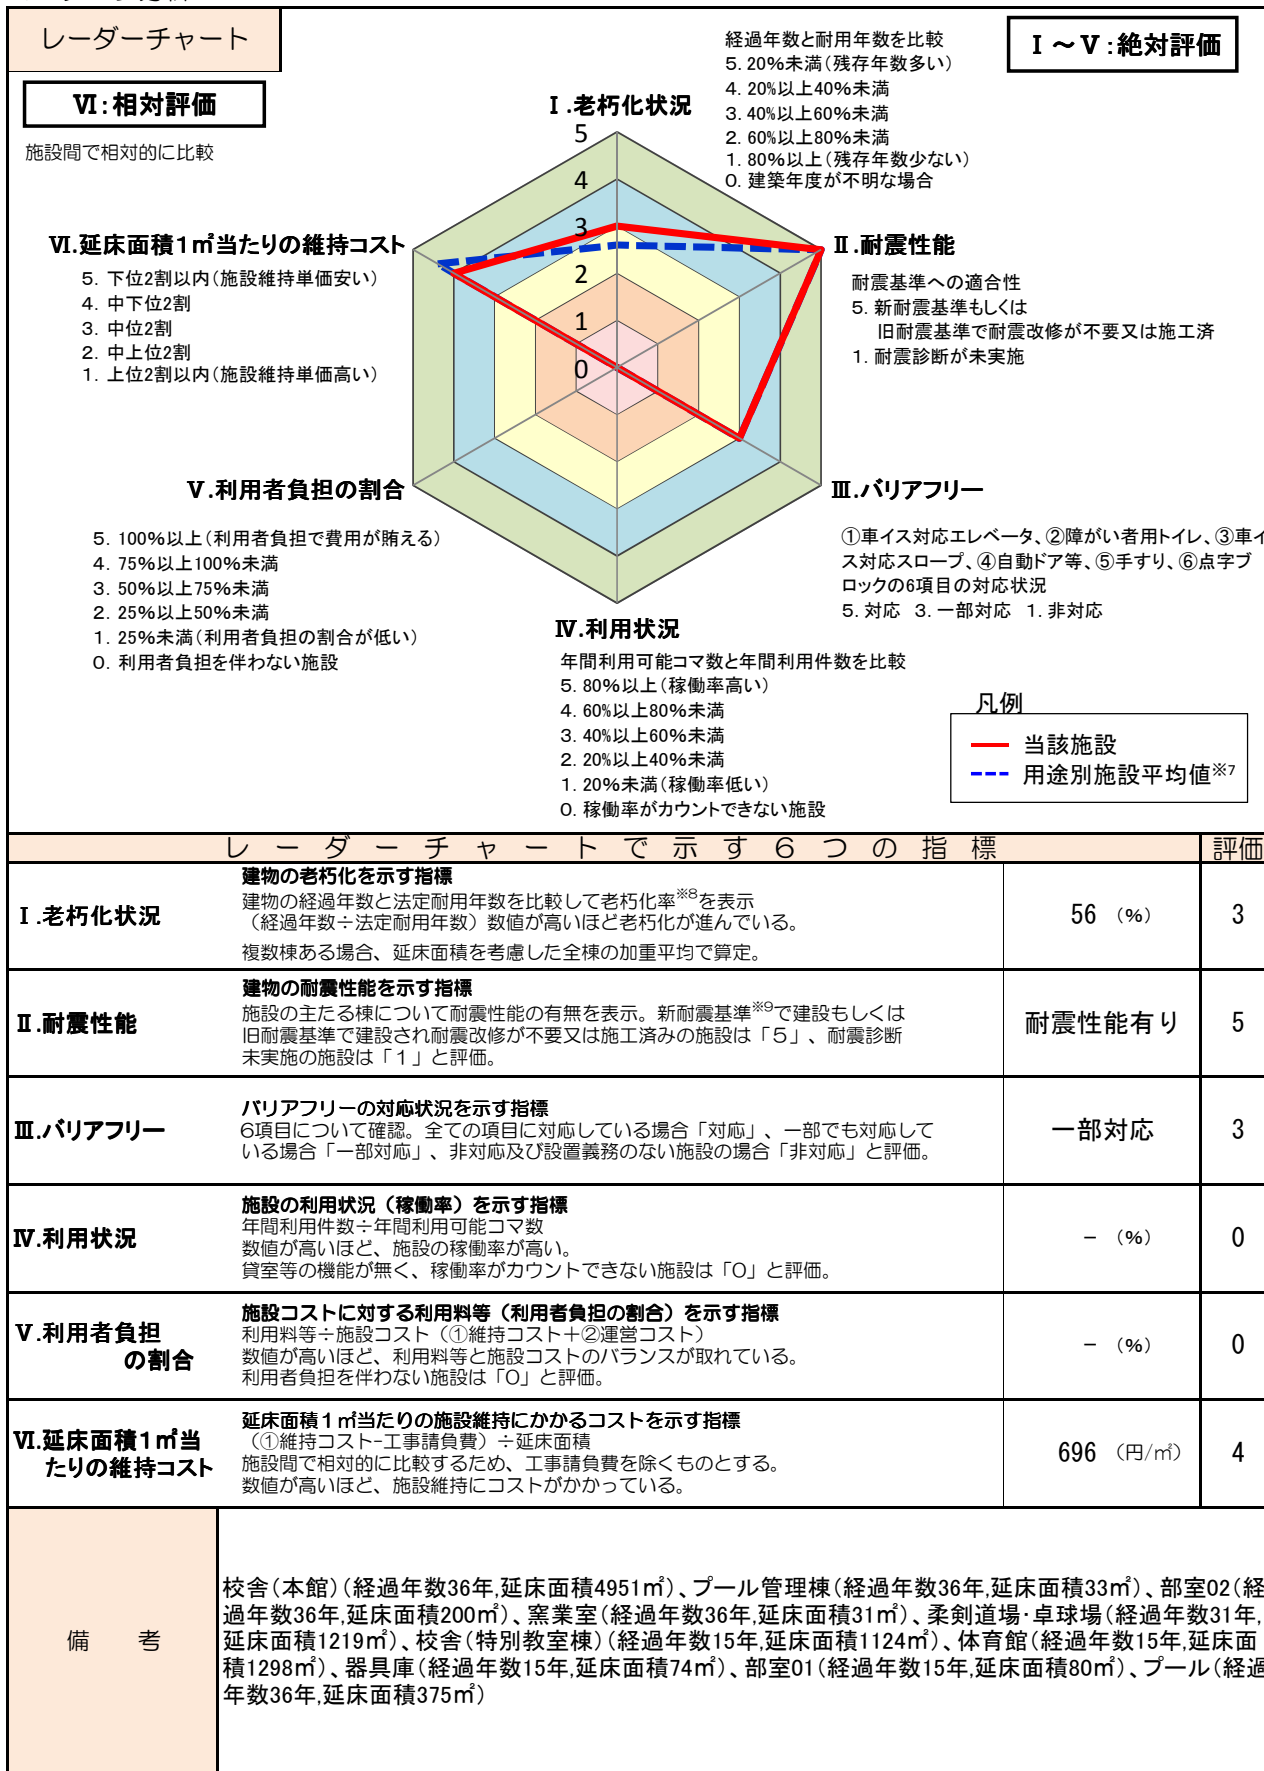 レーダーチャート
Ⅵ：相対評価
施設間で相対的に比較
Ⅰ～Ⅴ：絶対評価
経過年数と耐用年数を比較
5. 20%未満（残存年数多い）
4. 20%以上40%未満
3. 40%以上60%未満
2. 60%以上80%未満
1. 80%以上（残存年数少ない）
0. 建築年度が不明な場合
Ⅰ.老朽化状況
5
4
3
2
1
0
Ⅱ.耐震性能
耐震基準への適合性
5. 新耐震基準もしくは
旧耐震基準で耐震改修が不要又は施工済
1. 耐震診断が未実施
Ⅵ.延床面積1㎡当たりの維持コスト
5. 下位2割以内（施設維持単価安い）
4. 中下位2割
3. 中位2割
2. 中上位2割
1. 上位2割以内（施設維持単価高い）
Ⅴ.利用者負担の割合
5. 100%以上（利用者負担で費用が賄える）
4. 75%以上100%未満
3. 50%以上75%未満
2. 25%以上50%未満
1. 25%未満（利用者負担の割合が低い）
0. 利用者負担を伴わない施設
Ⅲ.バリアフリー
①車イス対応エレベータ、②障がい者用トイレ、③車イ
ス対応スロープ、④自動ドア等、⑤手すり、⑥点字ブ
ロックの6項目の対応状況
5. 対応 3. 一部対応 1. 非対応
Ⅳ.利用状況
年間利用可能コマ数と年間利用件数を比較
5. 80%以上（稼働率高い）
4. 60%以上80%未満
3. 40%以上60%未満
2. 20%以上40%未満
1. 20%未満（稼働率低い）
0. 稼働率がカウントできない施設
凡例
当該施設
用途別施設平均値※7
レーダーチャートで示す６つの指標 評価
Ⅰ.老朽化状況
建物の老朽化を示す指標
建物の経過年数と法定耐用年数を比較して老朽化率※8を表示
（経過年数÷法定耐用年数）数値が高いほど老朽化が進んでいる。
複数棟ある場合、延床面積を考慮した全棟の加重平均で算定。
56 （%） 3
Ⅱ.耐震性能
建物の耐震性能を示す指標
施設の主たる棟について耐震性能の有無を表示。新耐震基準※9で建設もしくは
旧耐震基準で建設され耐震改修が不要又は施工済みの施設は「５」、耐震診断
未実施の施設は「１」と評価。
耐震性能有り 5
Ⅲ.バリアフリー
バリアフリーの対応状況を示す指標
6項目について確認。全ての項目に対応している場合「対応」、一部でも対応して
いる場合「一部対応」、非対応及び設置義務のない施設の場合「非対応」と評価。
一部対応 3
Ⅳ.利用状況
施設の利用状況（稼働率）を示す指標
年間利用件数÷年間利用可能コマ数
数値が高いほど、施設の稼働率が高い。
貸室等の機能が無く、稼働率がカウントできない施設は「0」と評価。
－ （%） 0
Ⅴ.利用者負担
の割合
施設コストに対する利用料等（利用者負担の割合）を示す指標
利用料等÷施設コスト（①維持コスト＋②運営コスト）
数値が高いほど、利用料等と施設コストのバランスが取れている。
利用者負担を伴わない施設は「0」と評価。
－ （%） 0
Ⅵ.延床面積1㎡当
たりの維持コスト
延床面積１㎡当たりの施設維持にかかるコストを示す指標
（①維持コスト-工事請負費）÷延床面積
施設間で相対的に比較するため、工事請負費を除くものとする。
数値が高いほど、施設維持にコストがかかっている。
696 （円/㎡） 4
備 考
校舎（本館）（経過年数36年,延床面積4951㎡）、プール管理棟（経過年数36年,延床面積33㎡）、部室02（経
過年数36年,延床面積200㎡）、窯業室（経過年数36年,延床面積31㎡）、柔剣道場・卓球場（経過年数31年,
延床面積1219㎡）、校舎（特別教室棟）（経過年数15年,延床面積1124㎡）、体育館（経過年数15年,延床面
積1298㎡）、器具庫（経過年数15年,延床面積74㎡）、部室01（経過年数15年,延床面積80㎡）、プール（経過
年数36年,延床面積375㎡）